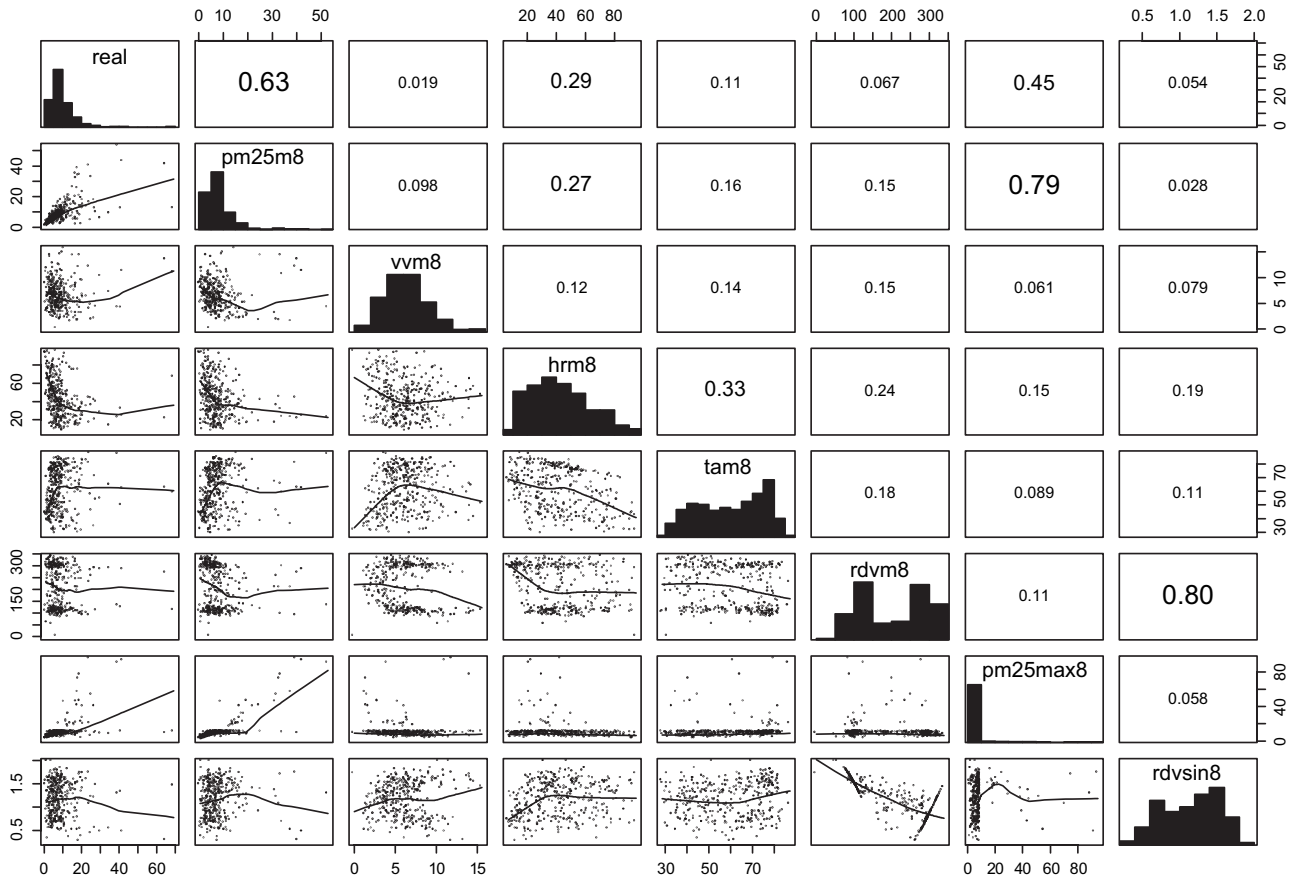 0 10 30 50 20 40 60 80 0 100 200 300 0.5 1.0 1.5 2.0
real 0.63 0.019 0.29 0.11 0.067 0.45 0.054 0 20 50
0 20 40 pm25m8 0.098 0.27 0.16 0.15 0.79 0.028
vvm8 0.12 0.14 0.15 0.061 0.079 0 5 10
20 60 hrm8 0.33 0.24 0.15 0.19
tam8 0.18 0.089 0.11 30 50 70
0 150 300 rdvm8 0.11 0.80
pm25max8 0.058 0 40 80
0.5 1.5 rdvsin8
0 20 40 60 0 5 10 15 30 50 70 0 20 40 60 80